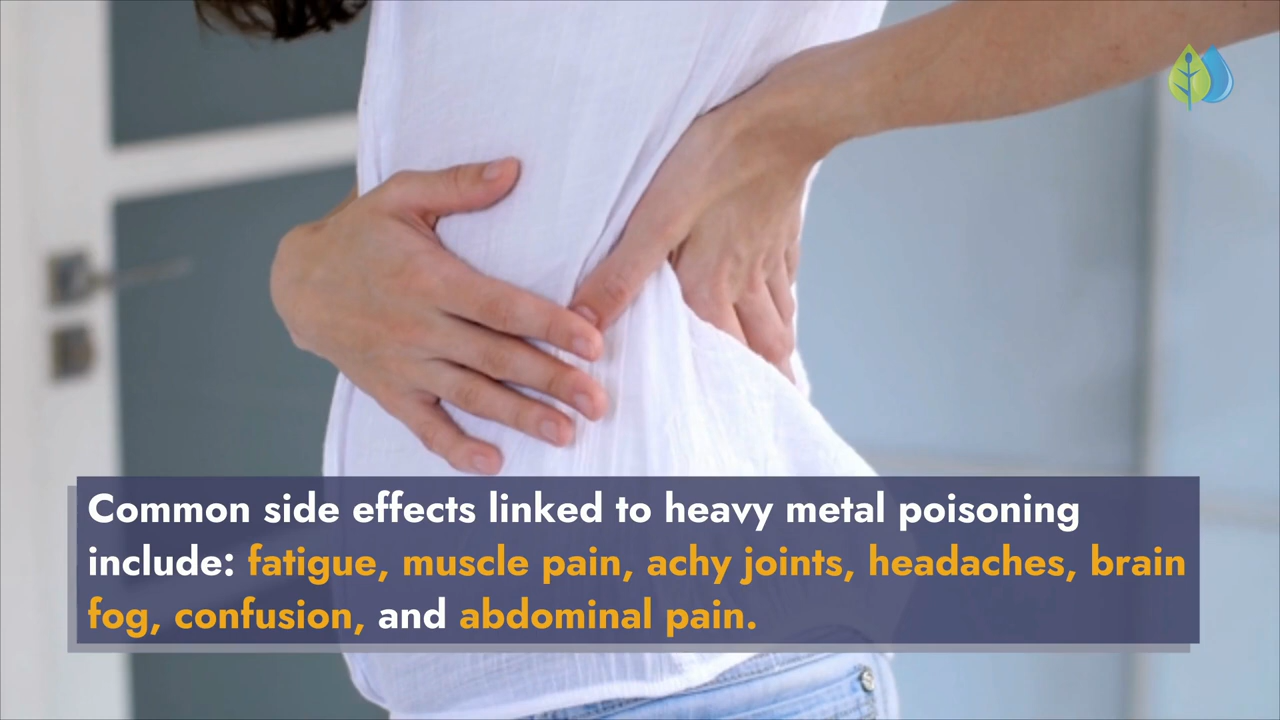 Common side effects linked to heavy metal poisoning
include: fatigue, muscle pain, achy joints, headaches, brain
fog, confusion, and abdominal pain.